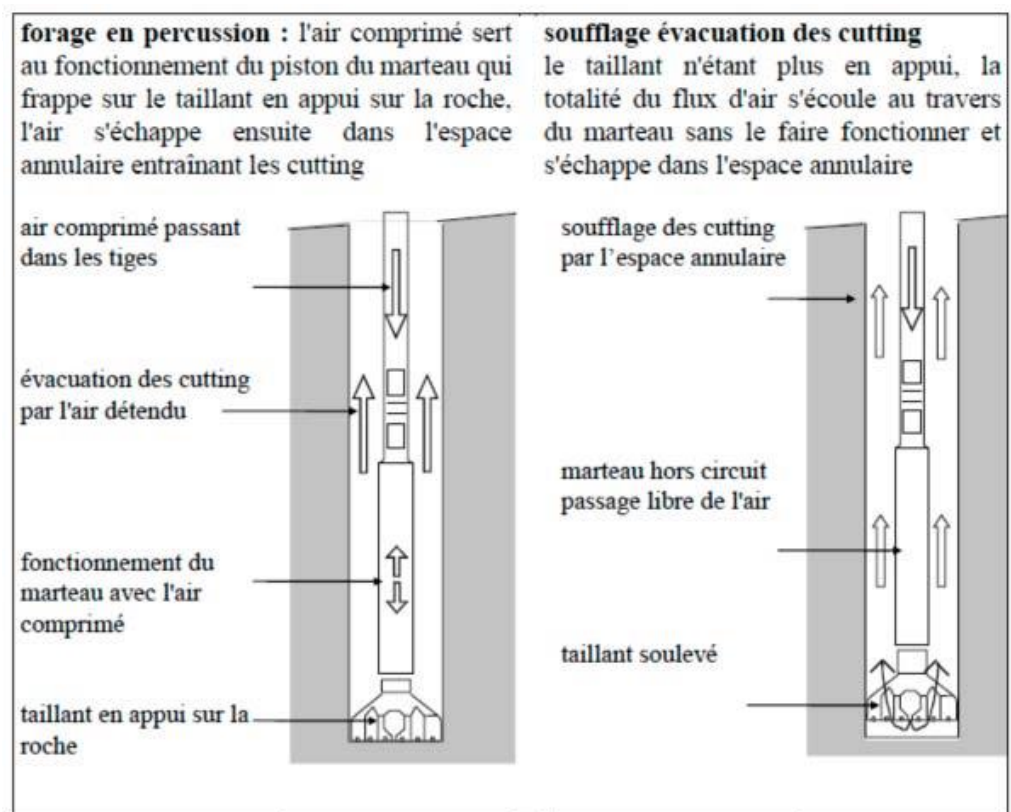 forage en percussion : l'air comprimé sert
au fonctionnement du piston du marteau qui
frappe sur le taillant en appui sur la roche,
l'air s'échappe ensuite dans l'espace
annulaire entraînant les cutting
air comprimé passant
dans les tiges
évacuation des cutting
par l'air détendu
fonctionnement du
marteau avec l'air
comprimé
taillant en appui sur la
roche
soufflage évacuation des cutting
le taillant n'étant plus en appui, la
totalité du flux d'air s'écoule au travers
du marteau sans le faire fonctionner et
s'échappe dans l'espace annulaire
soufflage des cutting
par l'espace annulaire
marteau hors circuit
passage libre de l'air
taillant soulevé